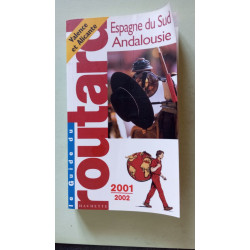 Valence
et Alicante
Espagne du Sud
Andalousie
le Guide du
routard
2001
2002
HACHETTE